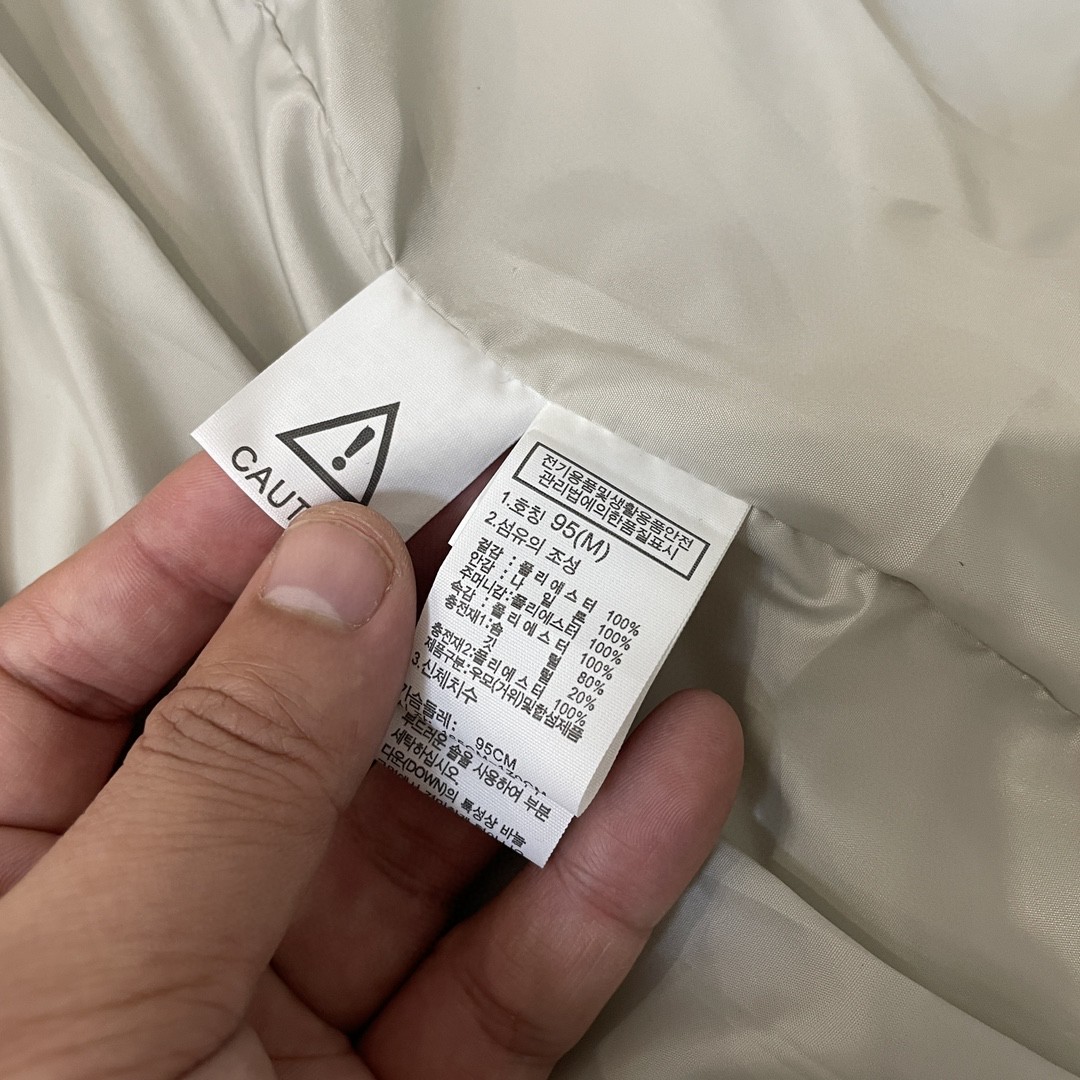 CAUT
전기용품및생활용품안전
관리법에의한품질표시
1.호칭 95(M)
2.섬유의 조성
겉감 : 폴리에스터 100%
안감 : 나 일 론 100%
주머니감:폴리에스터 100%
속감 : 폴리에스터 100%
충전재1:솜 털 80%
깃 털 20%
충전재2:폴리에스터 100%
제품구분:우모(거위)및합성제품
3.신체치수
가슴둘레: 95CM
부드러운 솔을 사용하여 부분
세탁하십시오.
다운(DOWN)의 특성상 바늘